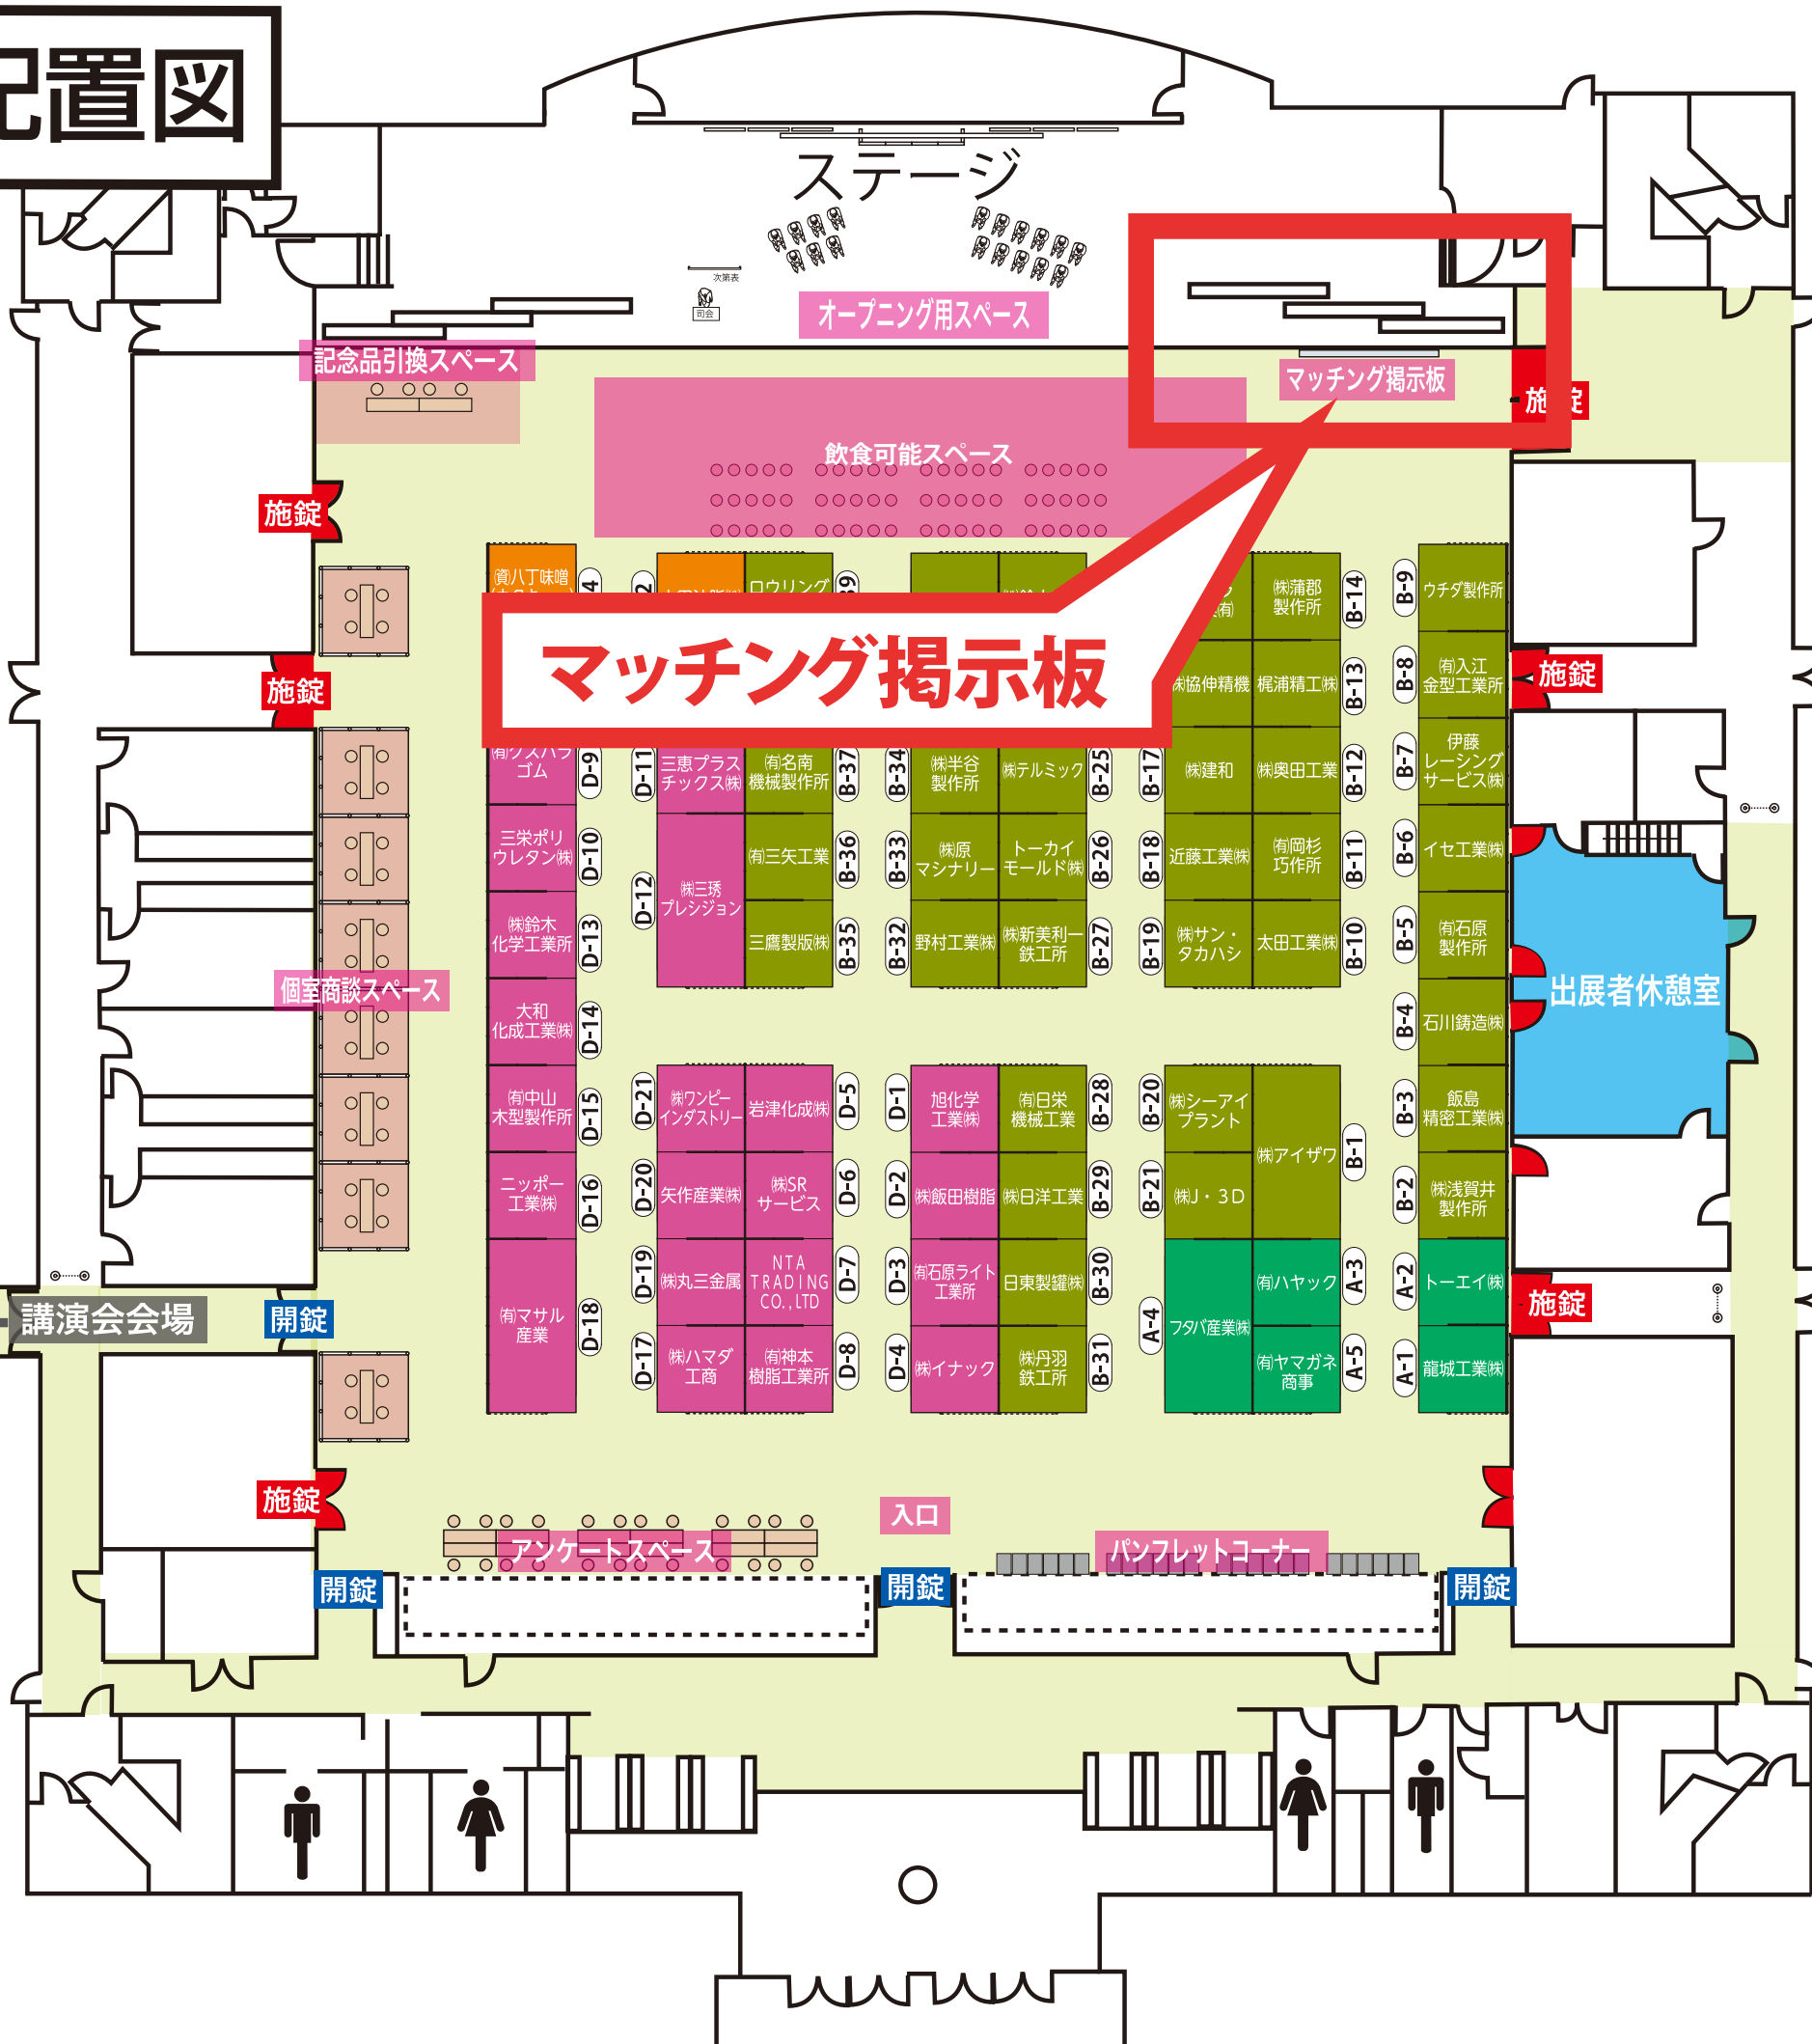 配置図
ステージ
次第表
司会
オープニング用スペース
記念品引換スペース
マッチング掲示板
施錠
飲食可能スペース
施錠
㈾八丁味噌
ロウリング
㈱蒲郡
製作所
B-14
B-9
ウチダ製作所
マッチング掲示板
施錠
㈱協伸精機
梶浦精工㈱
B-13
B-8
㈲入江
金型工業所
施錠
㈲クスハラ
ゴム
D-9
D-11
三恵プラス
チックス㈱
㈲名南
機械製作所
B-37
B-34
㈱半谷
製作所
㈱テルミック
B-25
B-17
㈱建和
㈱奥田工業
B-12
B-7
伊藤
レーシング
サービス㈱
三栄ポリ
ウレタン㈱
D-10
D-12
㈱三琇
プレシジョン
㈲三矢工業
B-36
B-33
㈱原
マシナリー
トーカイ
モールド㈱
B-26
B-18
近藤工業㈱
㈲岡杉
巧作所
B-11
B-6
イセ工業㈱
㈱鈴木
化学工業所
D-13
三鷹製版㈱
B-35
B-32
野村工業㈱
㈱新美利一
鉄工所
B-27
B-19
㈱サン・
タカハシ
太田工業㈱
B-10
B-5
㈲石原
製作所
個室商談スペース
出展者休憩室
大和
化成工業㈱
D-14
B-4
石川鋳造㈱
㈲中山
木型製作所
D-15
D-21
㈱ワンピー
インダストリー
岩津化成㈱
D-5
D-1
旭化学
工業㈱
㈲日栄
機械工業
B-28
B-20
㈱シーアイ
プラント
㈱アイザワ
B-1
B-3
飯島
精密工業㈱
ニッポー
工業㈱
D-16
D-20
矢作産業㈱
㈱SR
サービス
D-6
D-2
㈱飯田樹脂
㈱日洋工業
B-29
B-21
㈱J・3D
B-2
㈱浅賀井
製作所
㈲マサル
産業
D-18
D-19
㈱丸三金属
NTA
TRADING
CO.,LTD
D-7
D-3
㈲石原ライト
工業所
日東製罐㈱
B-30
A-4
フタバ産業㈱
㈲ハヤック
A-3
A-2
トーエイ㈱
施錠
講演会会場
開錠
D-17
㈱ハマダ
工商
㈲神本
樹脂工業所
D-8
D-4
㈱イナック
㈱丹羽
鉄工所
B-31
㈲ヤマガネ
商事
A-5
A-1
龍城工業㈱
施錠
入口
アンケートスペース
パンフレットコーナー
開錠
開錠
開錠